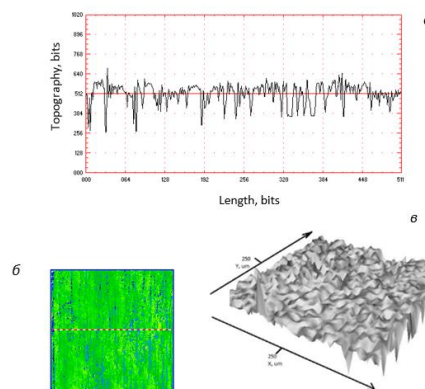 1020
896
768
640
512
384
256
128
000
Topography, bits
000 064 128 192 256 320 384 448 511
Length, bits
б
в
250
Y, um
250
X, um